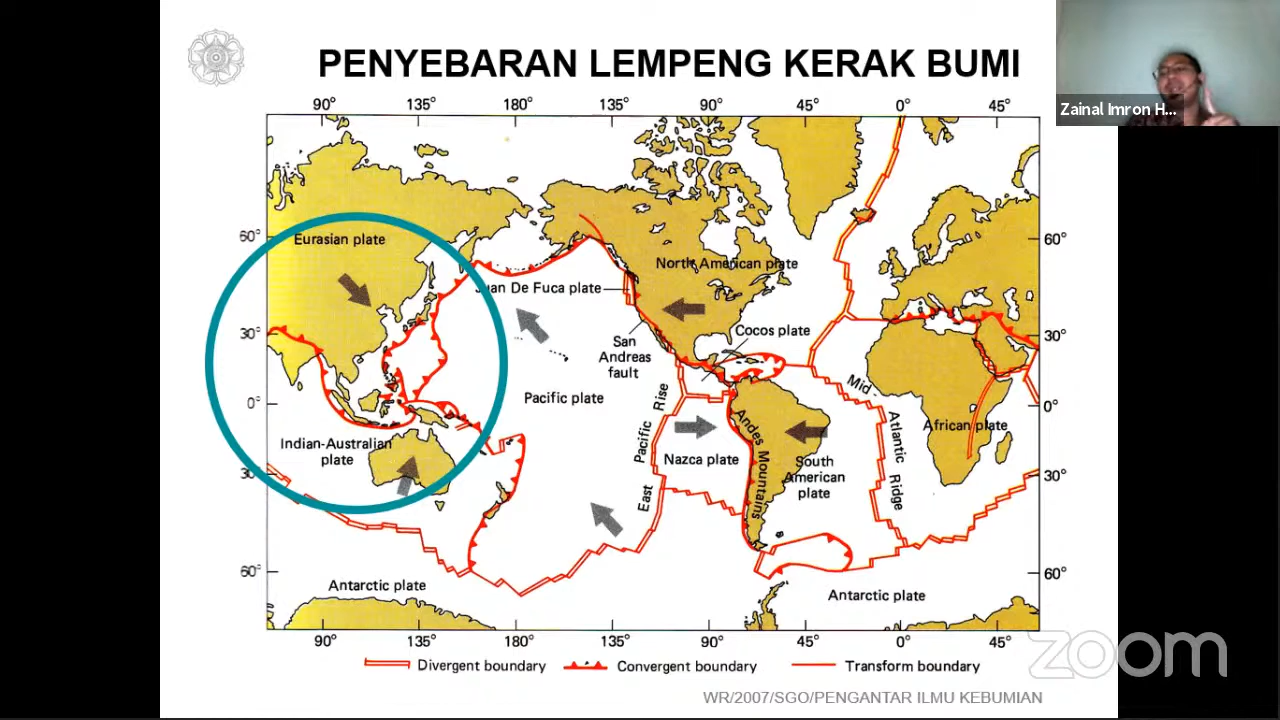 PENYEBARAN LEMPENG KERAK BUMI
Zainal Imron H...
90° 135° 180° 135° 90° 45° 0° 45°
60° 60°
Eurasian plate
North American plate
Juan De Fuca plate
30° 30°
Cocos plate
San
Andreas
fault
Mid
Pacific plate
0° 0°
East Pacific Rise
Andes Mountains
Atlantic Ridge
African plate
Indian-Australian
plate
Nazca plate
South
American
plate
30° 30°
60° 60°
Antarctic plate
Antarctic plate
90° 135° 180° 135° 90° 45° 0° 45°
Divergent boundary Convergent boundary Transform boundary
zoom
WR/2007/SGO/PENGANTAR ILMU KEBUMIAN